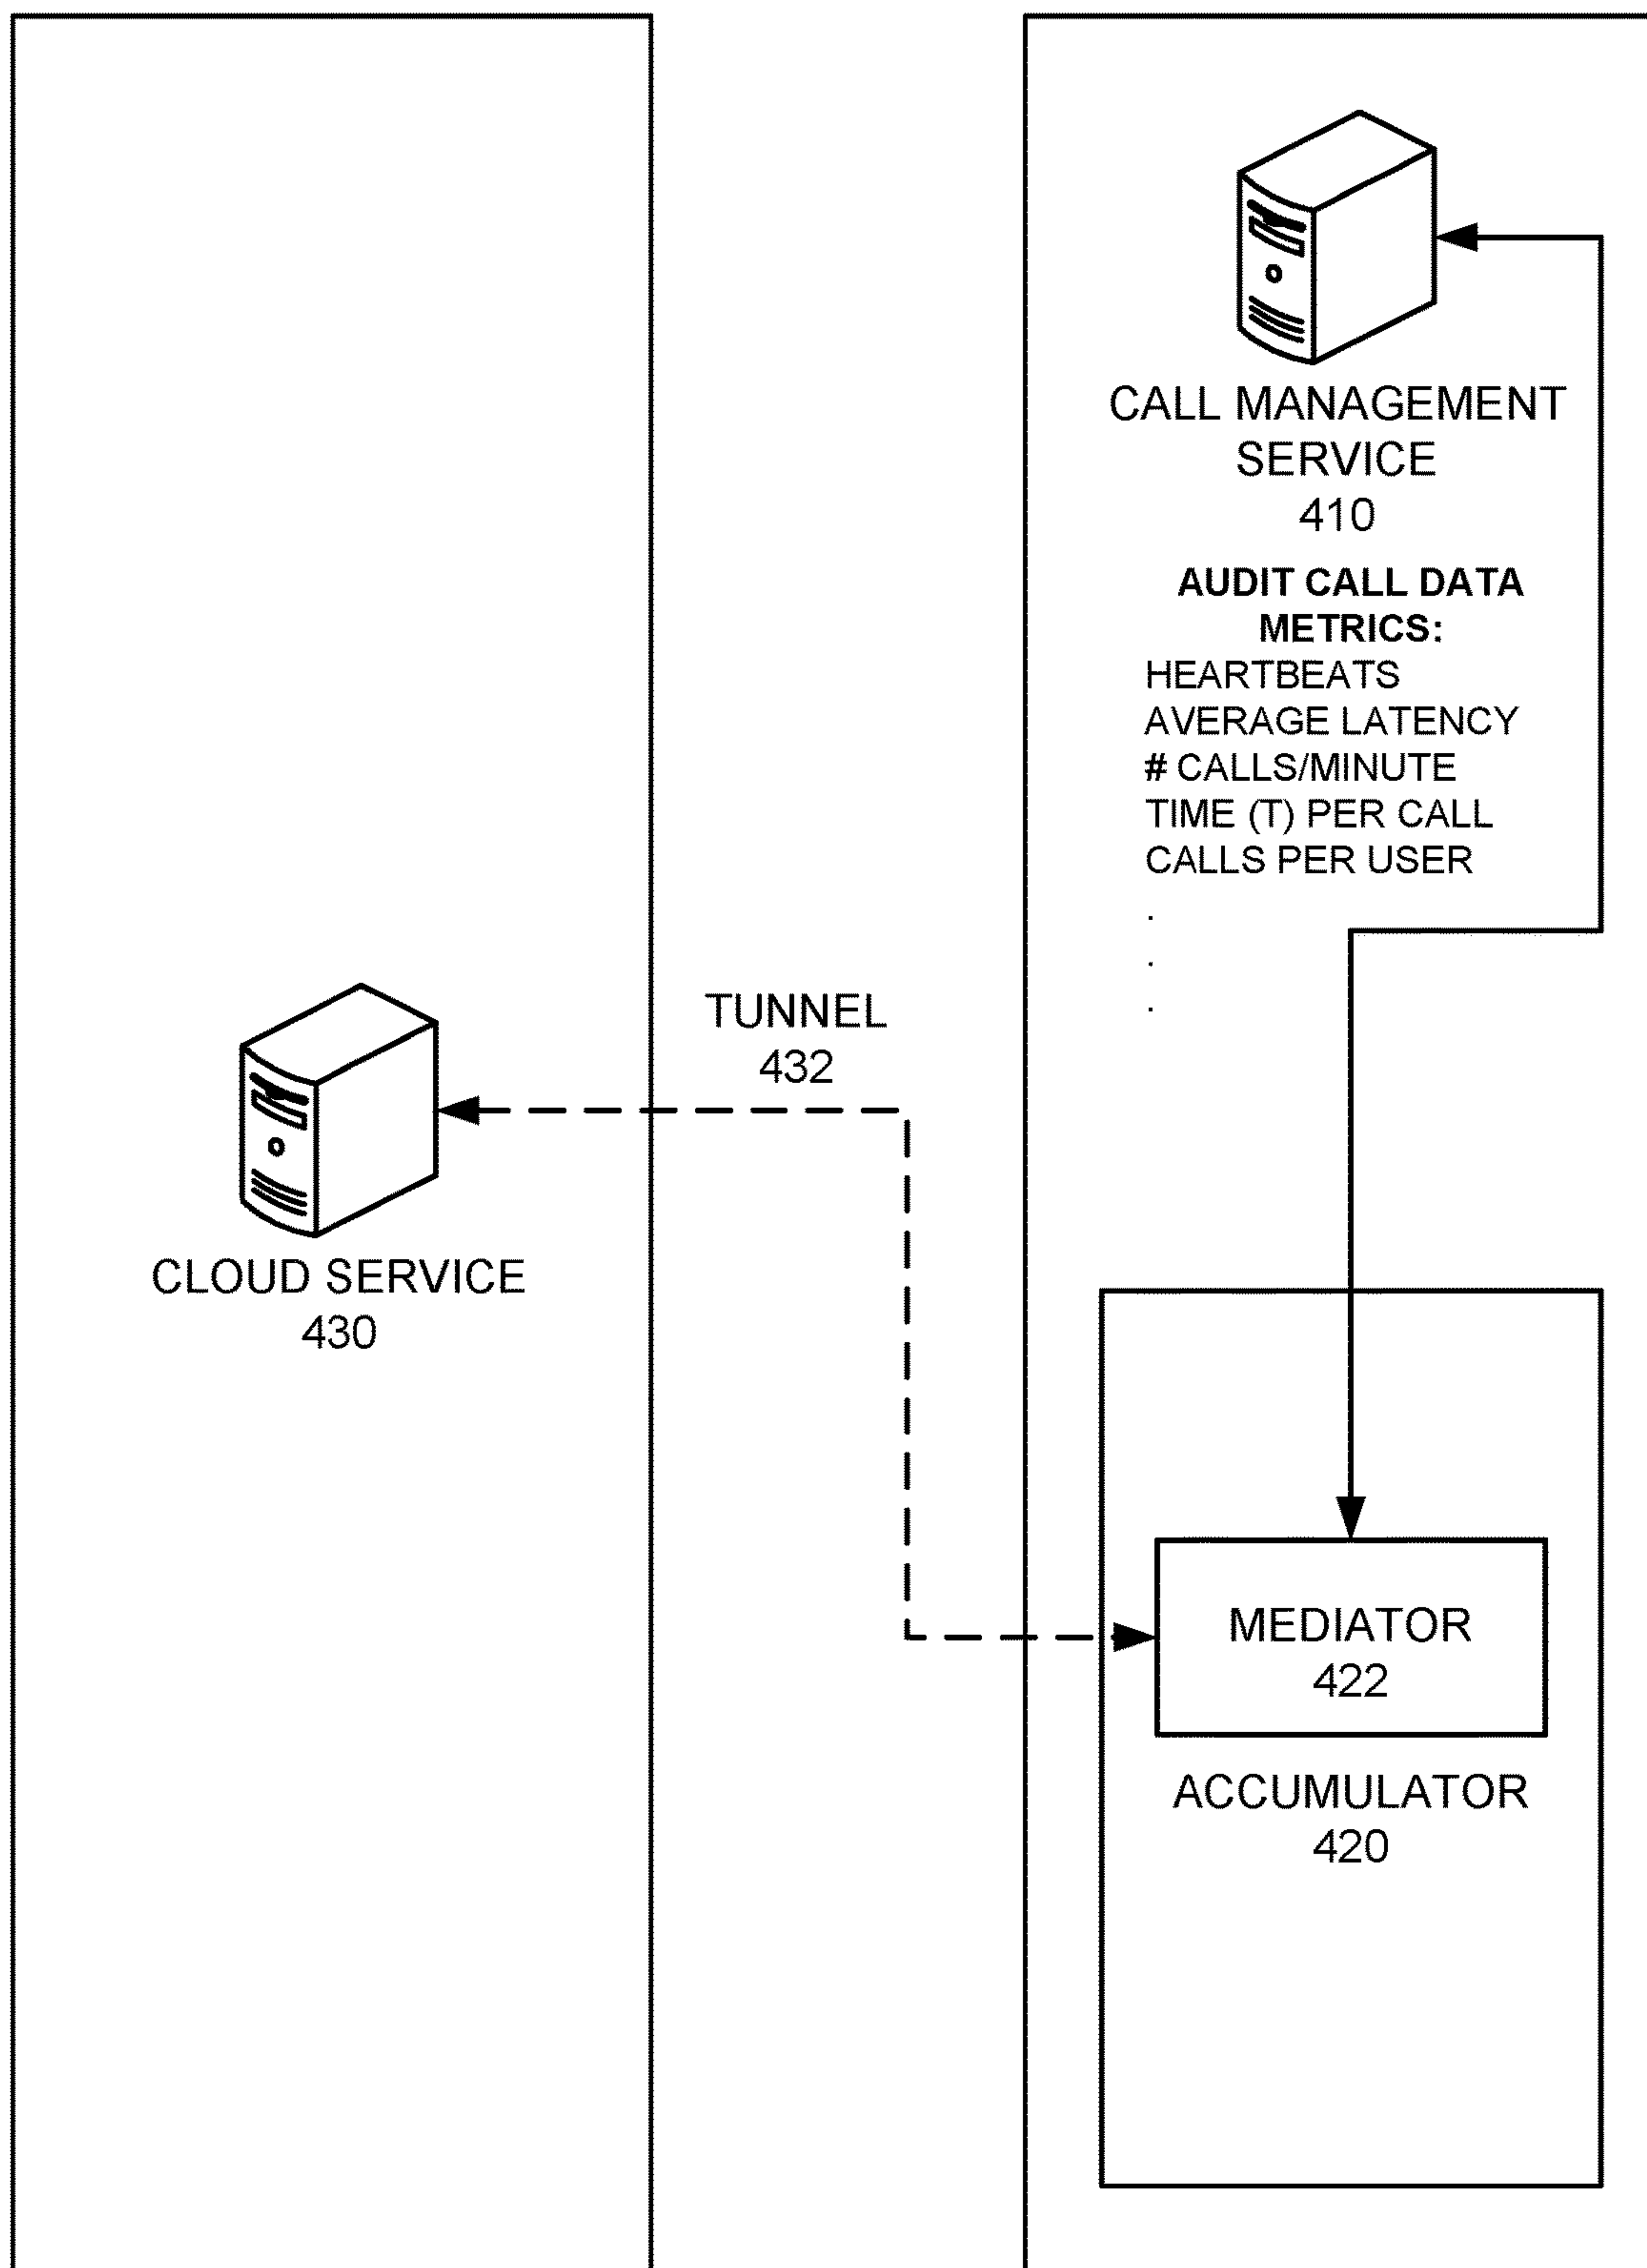 CALL MANAGEMENT
SERVICE
410
AUDIT CALL DATA
METRICS:
HEARTBEATS
AVERAGE LATENCY
# CALLS/MINUTE
TIME (T) PER CALL
CALLS PER USER
.
.
.
TUNNEL
432
CLOUD SERVICE
430
MEDIATOR
422
ACCUMULATOR
420